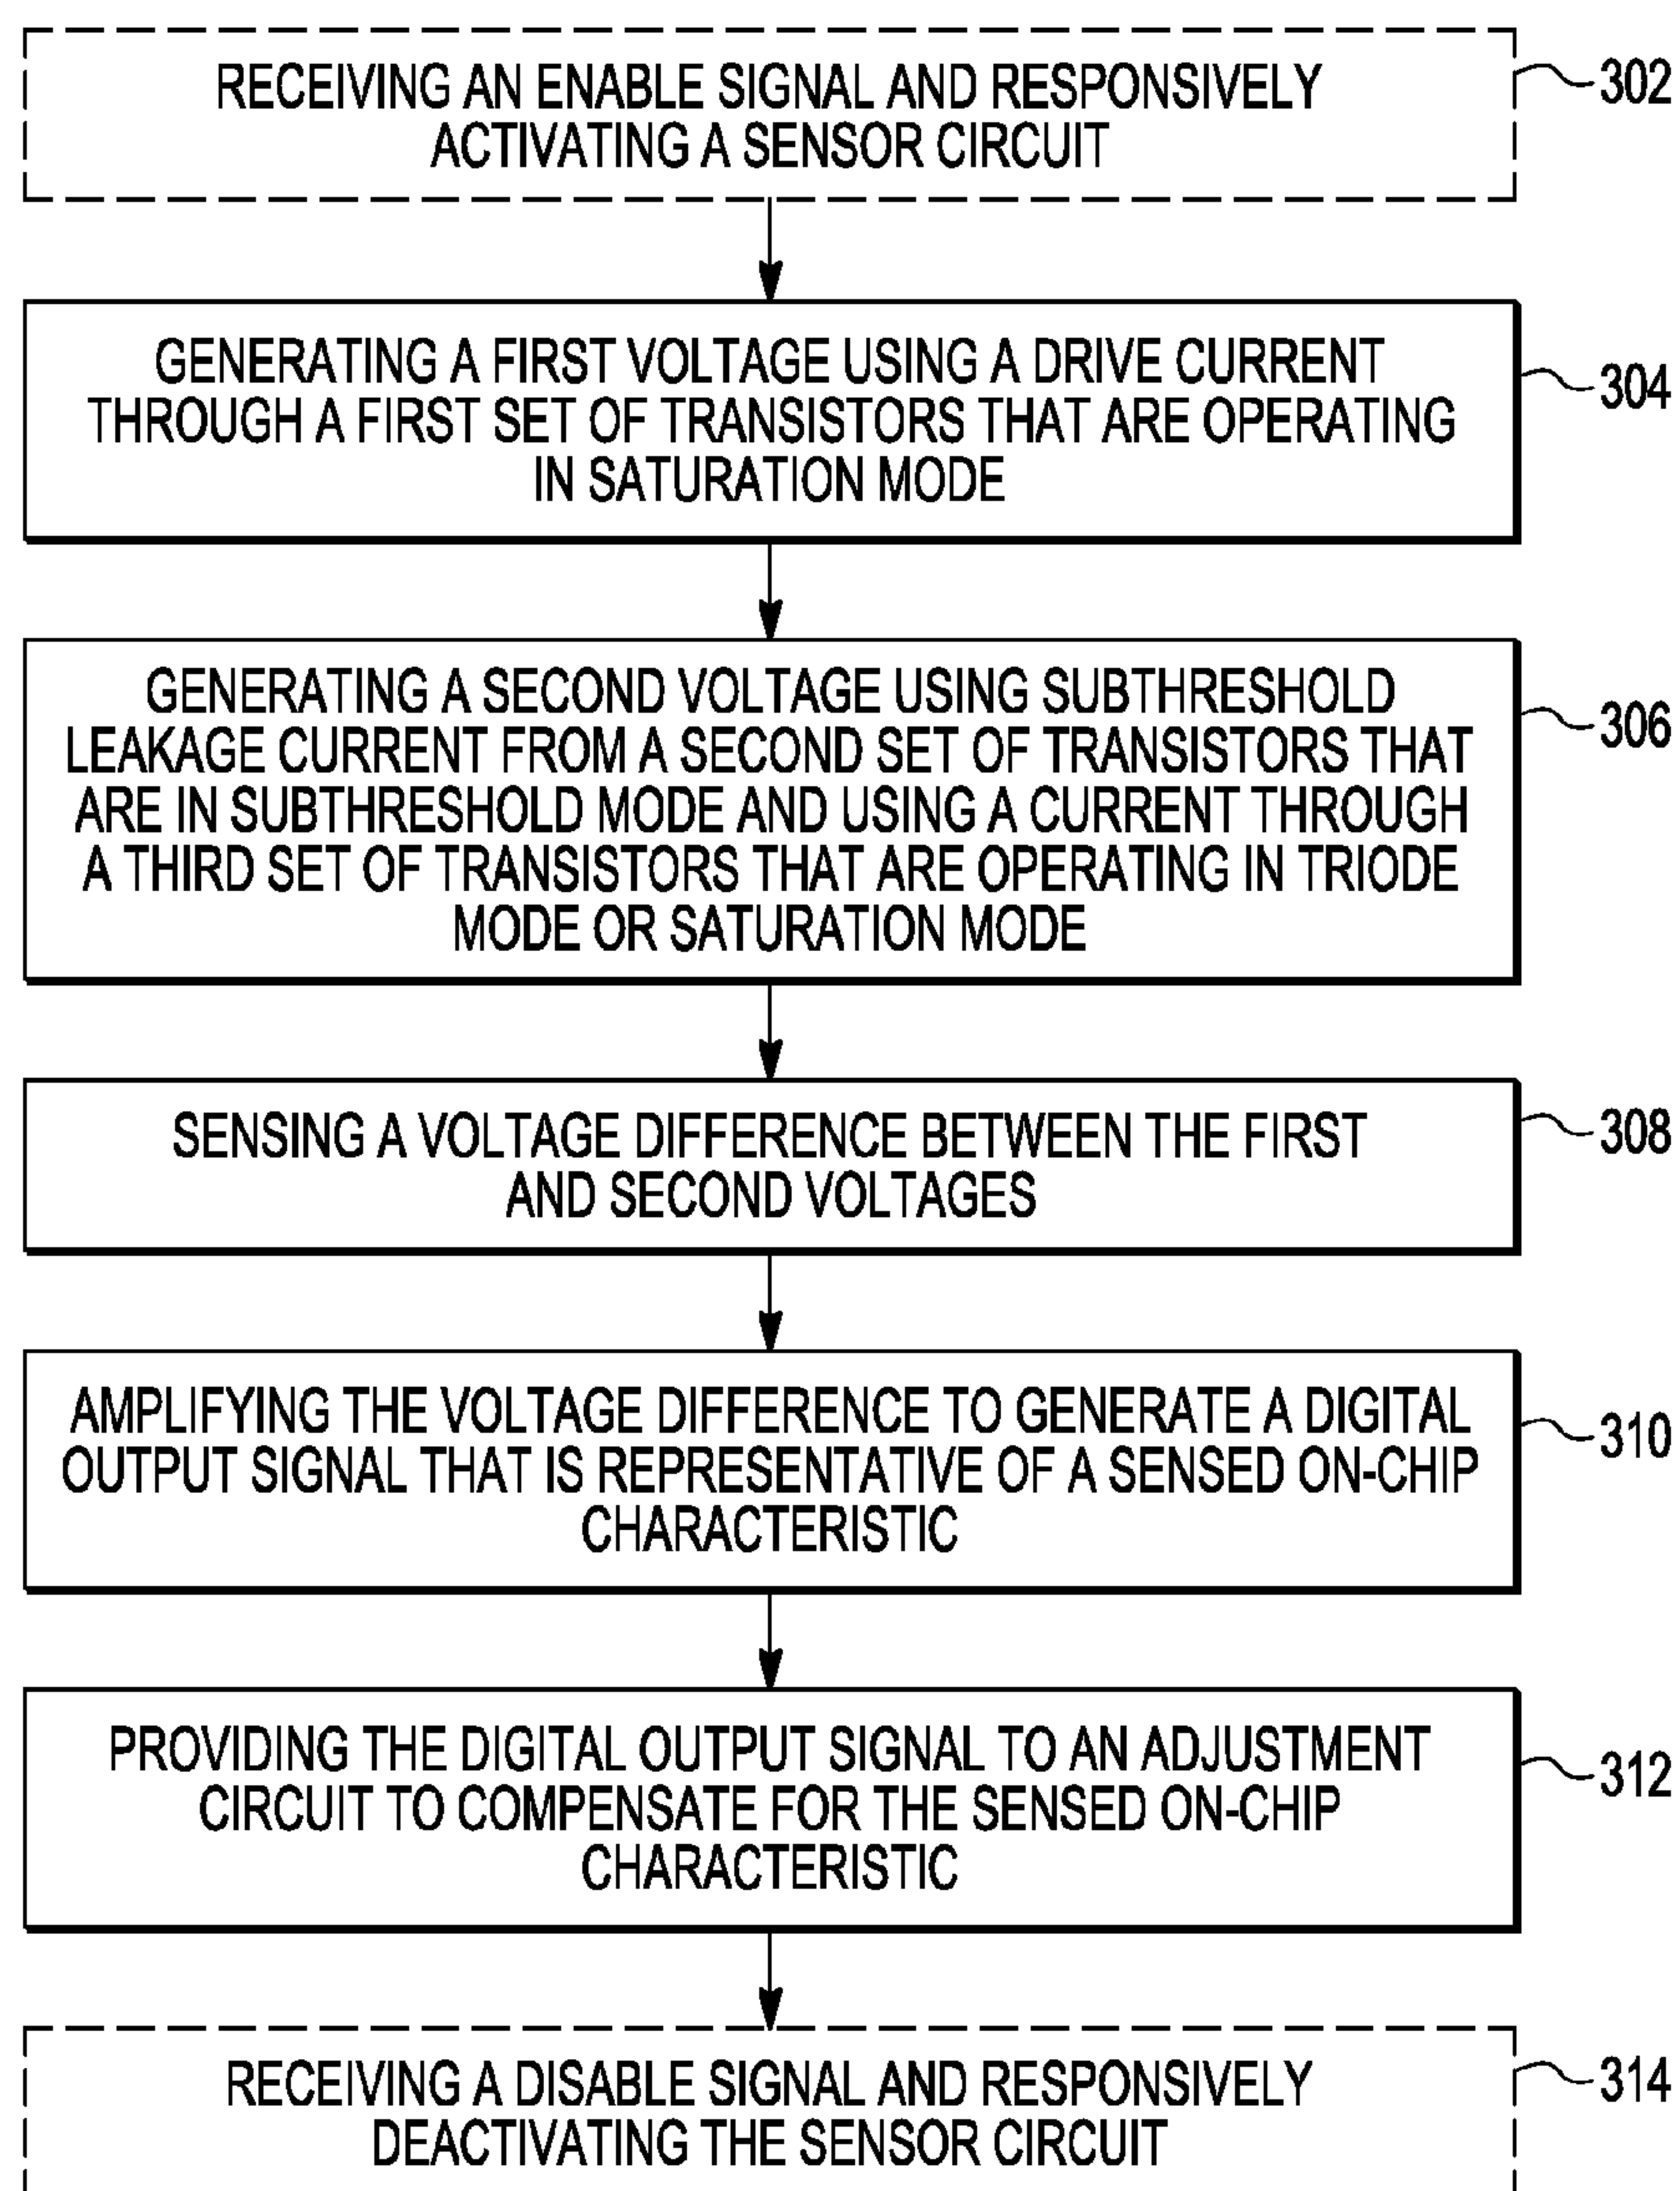 RECEIVING AN ENABLE SIGNAL AND RESPONSIVELY
ACTIVATING A SENSOR CIRCUIT
302
GENERATING A FIRST VOLTAGE USING A DRIVE CURRENT
THROUGH A FIRST SET OF TRANSISTORS THAT ARE OPERATING
IN SATURATION MODE
304
GENERATING A SECOND VOLTAGE USING SUBTHRESHOLD
LEAKAGE CURRENT FROM A SECOND SET OF TRANSISTORS THAT
ARE IN SUBTHRESHOLD MODE AND USING A CURRENT THROUGH
A THIRD SET OF TRANSISTORS THAT ARE OPERATING IN TRIODE
MODE OR SATURATION MODE
306
SENSING A VOLTAGE DIFFERENCE BETWEEN THE FIRST
AND SECOND VOLTAGES
308
AMPLIFYING THE VOLTAGE DIFFERENCE TO GENERATE A DIGITAL
OUTPUT SIGNAL THAT IS REPRESENTATIVE OF A SENSED ON-CHIP
CHARACTERISTIC
310
PROVIDING THE DIGITAL OUTPUT SIGNAL TO AN ADJUSTMENT
CIRCUIT TO COMPENSATE FOR THE SENSED ON-CHIP
CHARACTERISTIC
312
RECEIVING A DISABLE SIGNAL AND RESPONSIVELY
DEACTIVATING THE SENSOR CIRCUIT
314